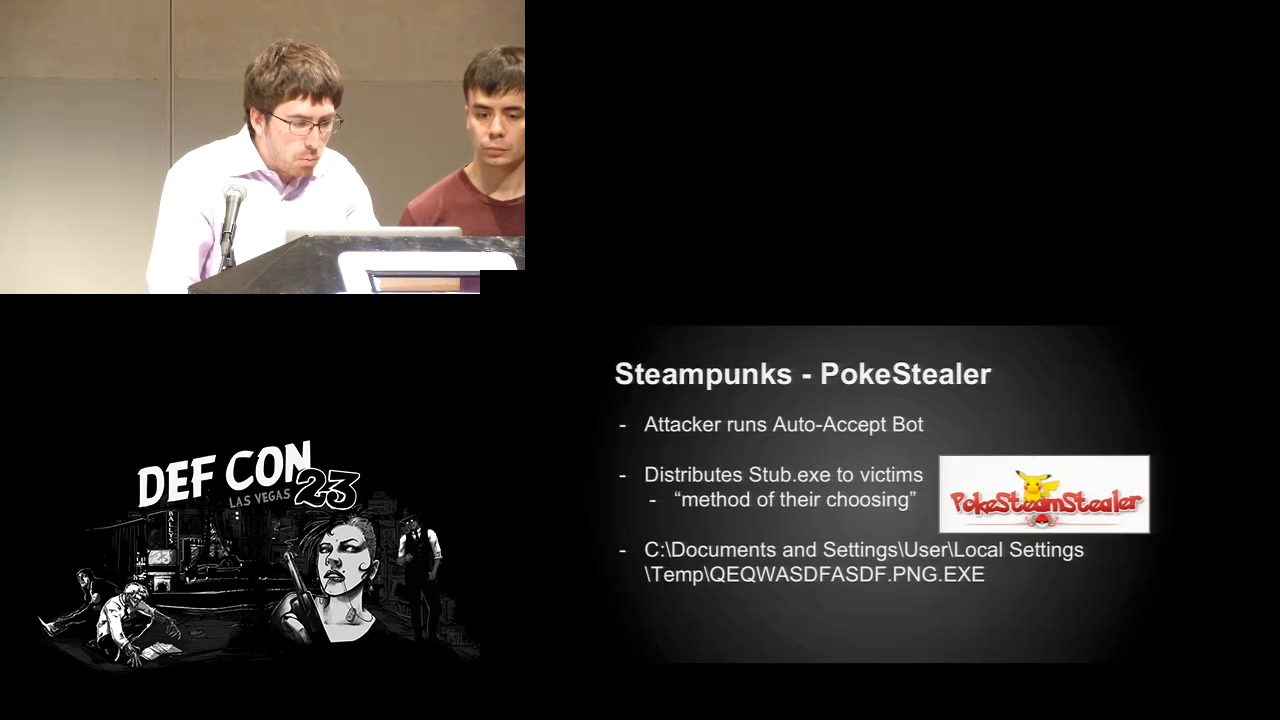 Steampunks - PokeStealer
- Attacker runs Auto-Accept Bot
- Distributes Stub.exe to victims
- “method of their choosing”
PokeSteamStealer
- C:\Documents and Settings\User\Local Settings
\Temp\QEQWASDFASDF.PNG.EXE
DEF CON
LAS VEGAS 23
BALLY'S